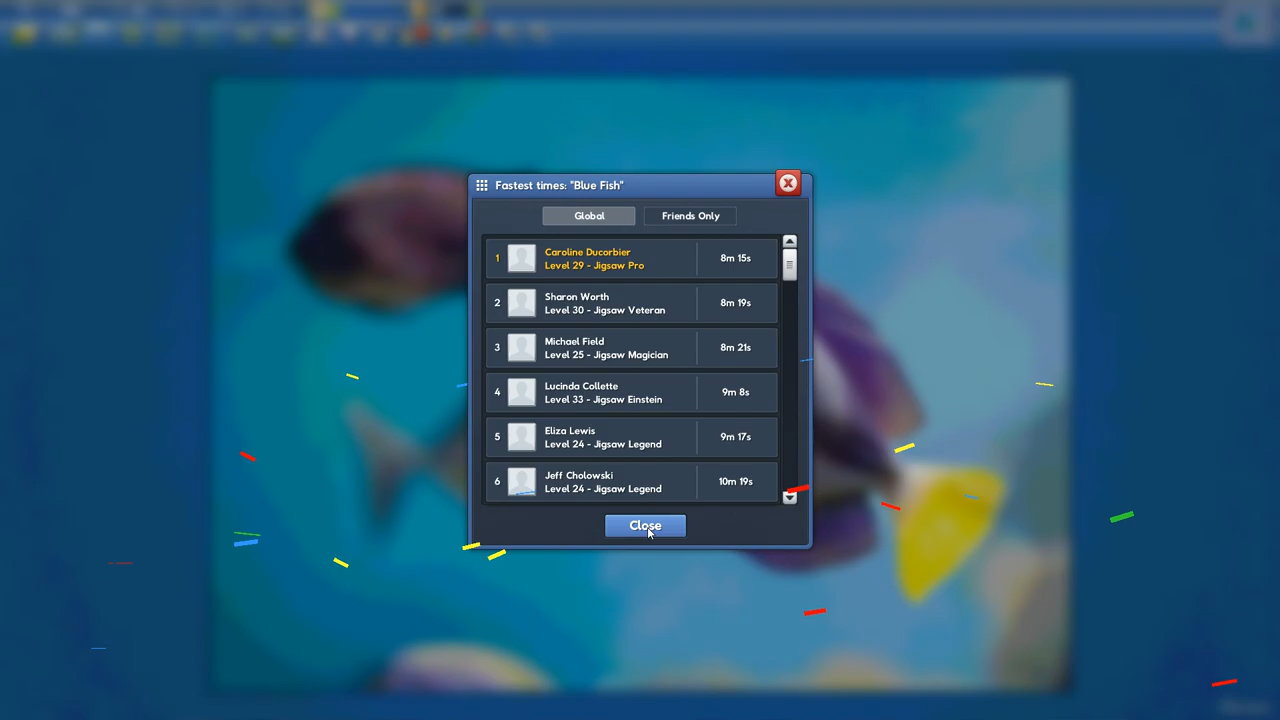 Fastest times: "Blue Fish"
Global
Friends Only
1
Caroline Ducorbier
Level 29 - Jigsaw Pro
8m 15s
2
Sharon Worth
Level 30 - Jigsaw Veteran
8m 19s
3
Michael Field
Level 25 - Jigsaw Magician
8m 21s
4
Lucinda Collette
Level 33 - Jigsaw Einstein
9m 8s
5
Eliza Lewis
Level 24 - Jigsaw Legend
9m 17s
6
Jeff Cholowski
Level 24 - Jigsaw Legend
10m 19s
Close